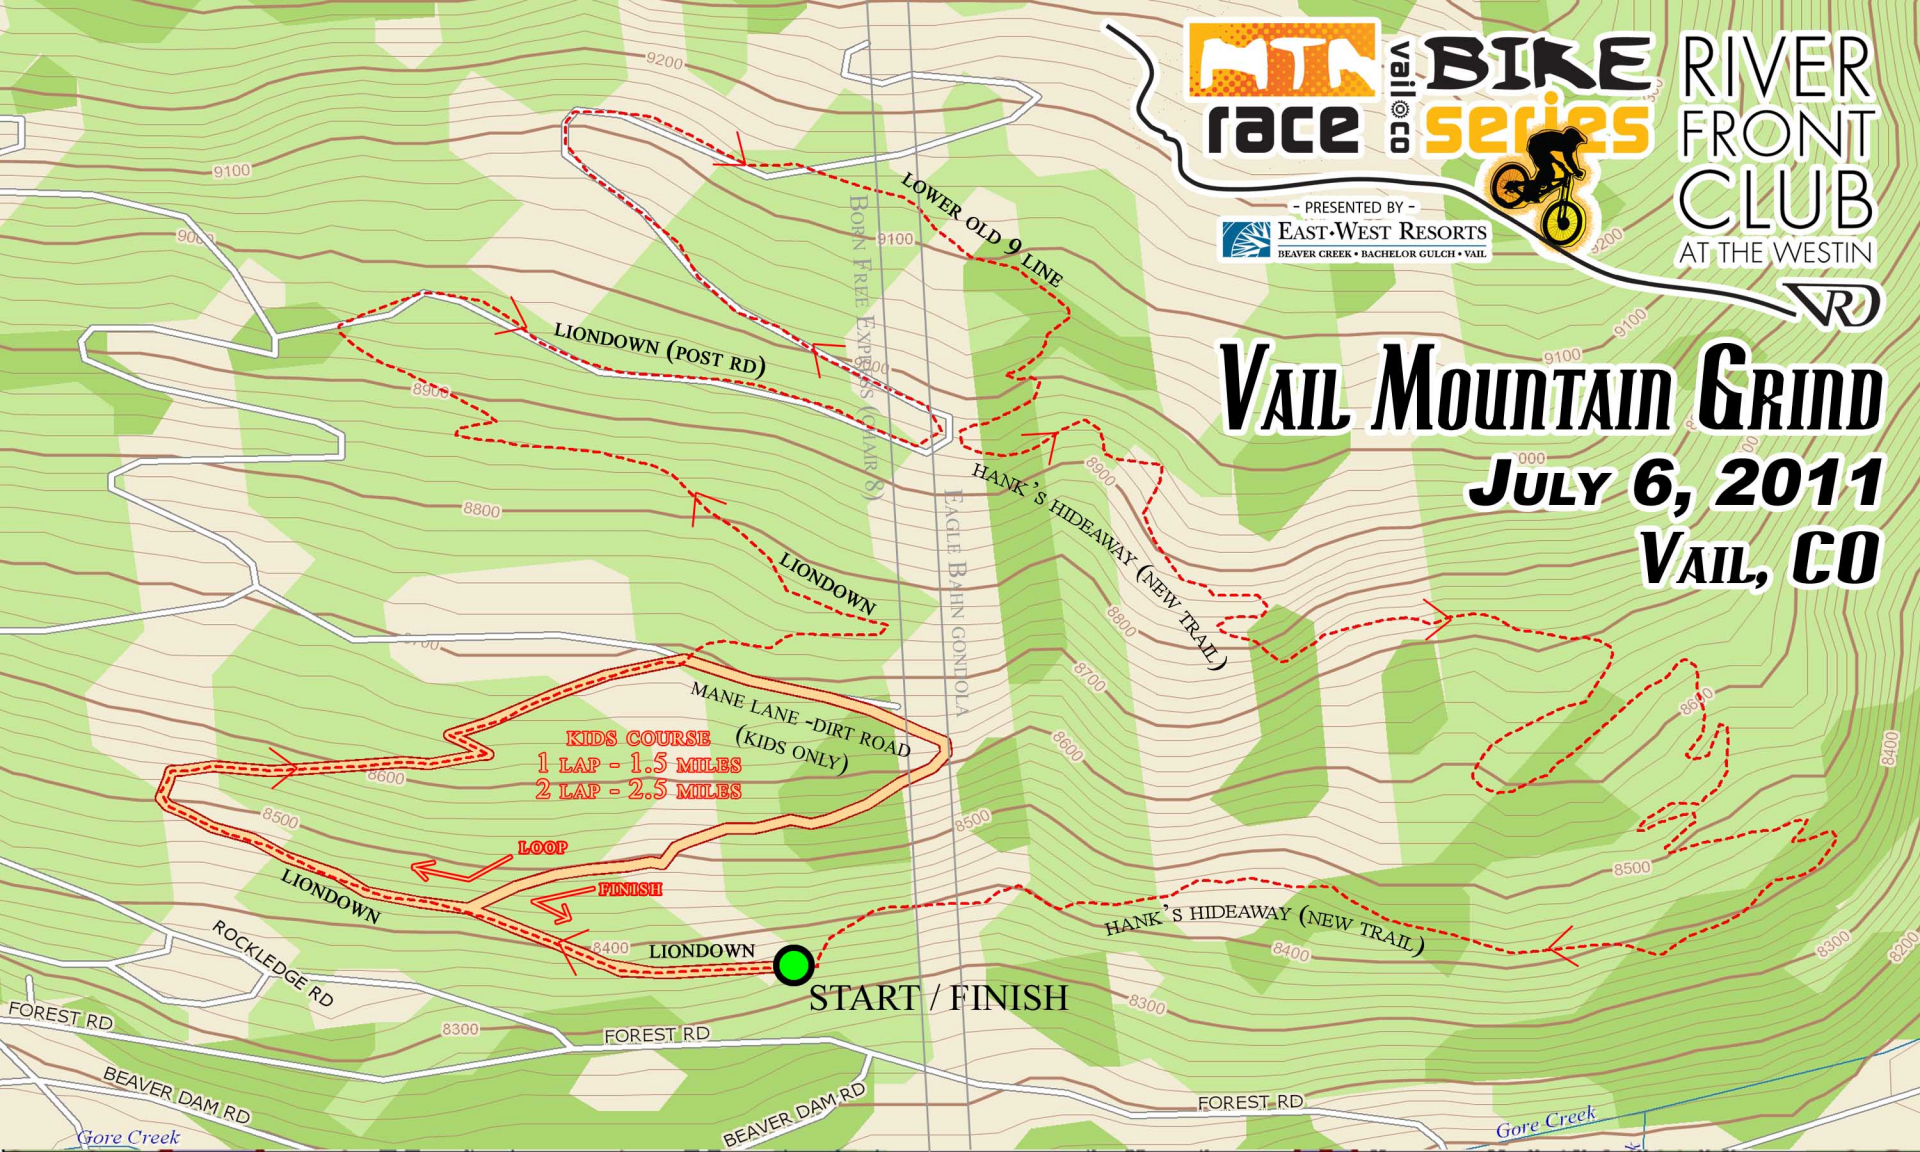 MTN
race
vail.co
BIKE
series
- PRESENTED BY -
EAST•WEST RESORTS
BEAVER CREEK • BACHELOR GULCH • VAIL
RIVER
FRONT
CLUB
AT THE WESTIN
VAIL MOUNTAIN GRIND
JULY 6, 2011
VAIL, CO
9200
9100
9000
9100
9200
9100
9100
LOWER OLD 9 LINE
BORN FREE EXPRESS (CHAIR 8)
LIONDOWN (POST RD)
8900
8900
8800
HANK'S HIDEAWAY (NEW TRAIL)
EAGLE BAHN GONDOLA
LIONDOWN
8800
8700
8600
8600
8400
MANE LANE -DIRT ROAD
(KIDS ONLY)
KIDS COURSE
1 LAP - 1.5 MILES
2 LAP - 2.5 MILES
8600
8500
8500
8500
LOOP
FINISH
LIONDOWN
LIONDOWN
8400
HANK'S HIDEAWAY (NEW TRAIL)
8400
8300
8200
8300
START / FINISH
ROCKLEDGE RD
FOREST RD
8300
FOREST RD
BEAVER DAM RD
BEAVER DAM RD
FOREST RD
Gore Creek
Gore Creek